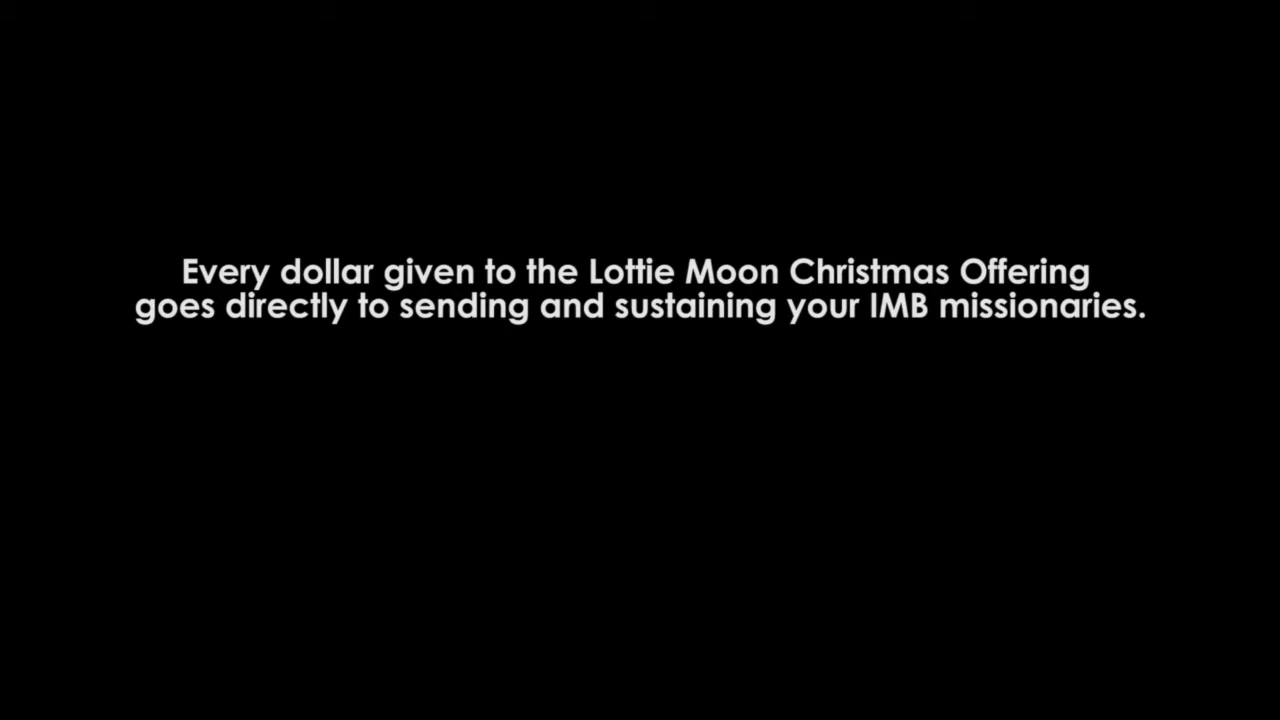 Every dollar given to the Lottie Moon Christmas Offering
goes directly to sending and sustaining your IMB missionaries.